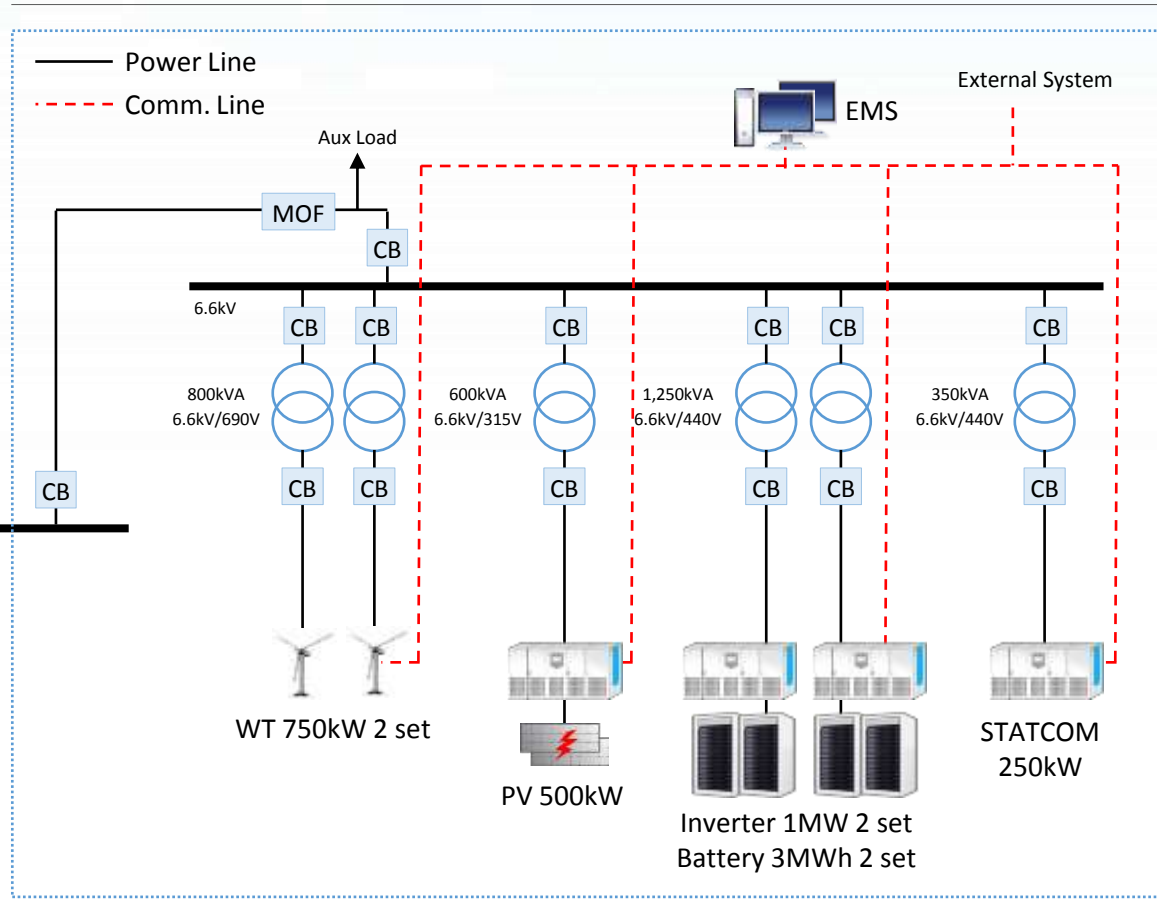 Power Line
Comm. Line
External System
EMS
Aux Load
MOF
CB
6.6kV
CB
CB
CB
CB
CB
CB
800kVA
6.6kV/690V
600kVA
6.6kV/315V
1,250kVA
6.6kV/440V
350kVA
6.6kV/440V
CB
CB
CB
CB
CB
CB
CB
WT 750kW 2 set
PV 500kW
Inverter 1MW 2 set
Battery 3MWh 2 set
STATCOM
250kW